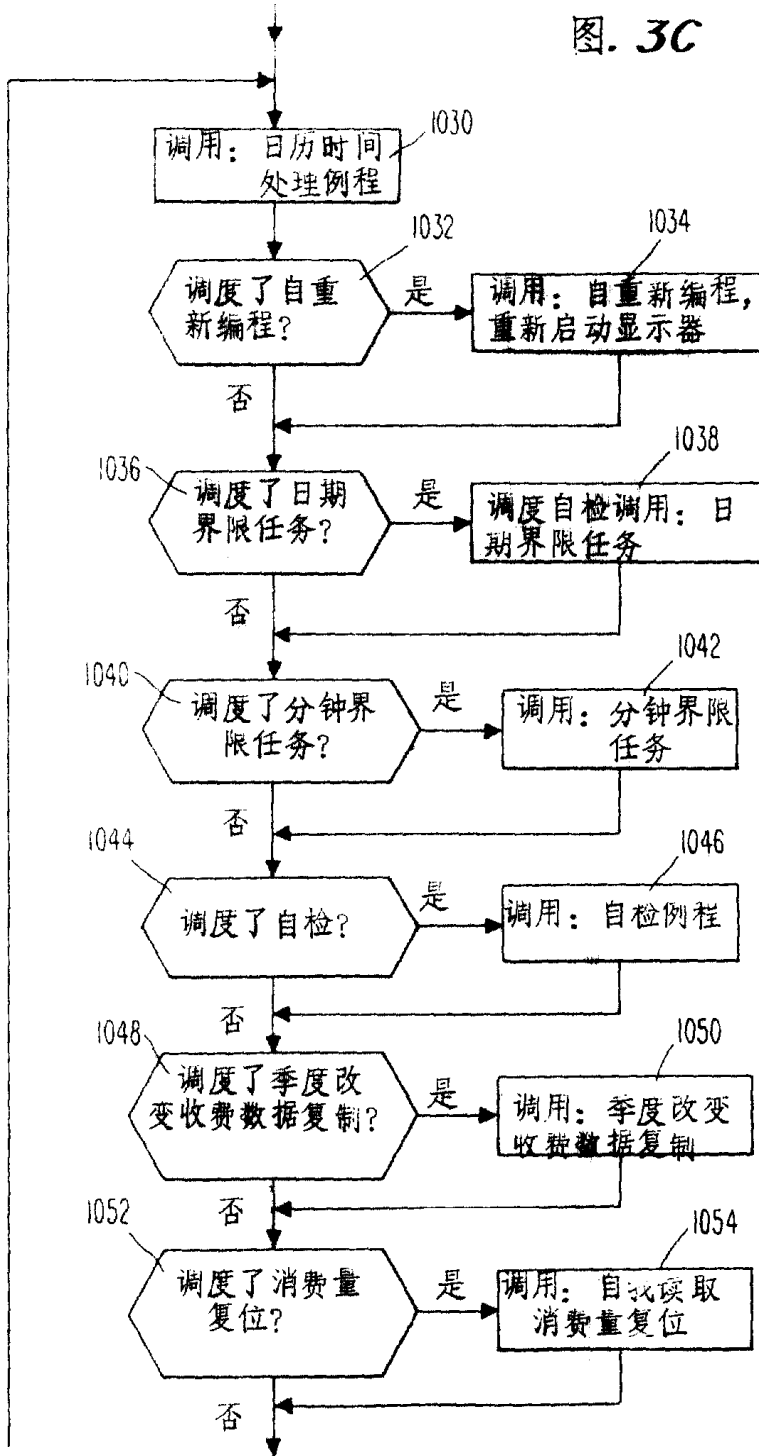 图. 3C
1030
调用: 日历时间
处理例程
1032
调度了自重
新编程?
是
1034
调用: 自重新编程,
重新启动显示器
否
1036
调度了日期
界限任务?
是
1038
调度自检调用: 日
期界限任务
否
1040
调度了分钟界
限任务?
是
1042
调用: 分钟界限
任务
否
1044
调度了自检?
是
1046
调用: 自检例程
否
1048
调度了季度改
变收费数据复制?
是
1050
调用: 季度改变
收费数据复制
否
1052
调度了消费量
复位?
是
1054
调用: 自我读取
消费量复位
否